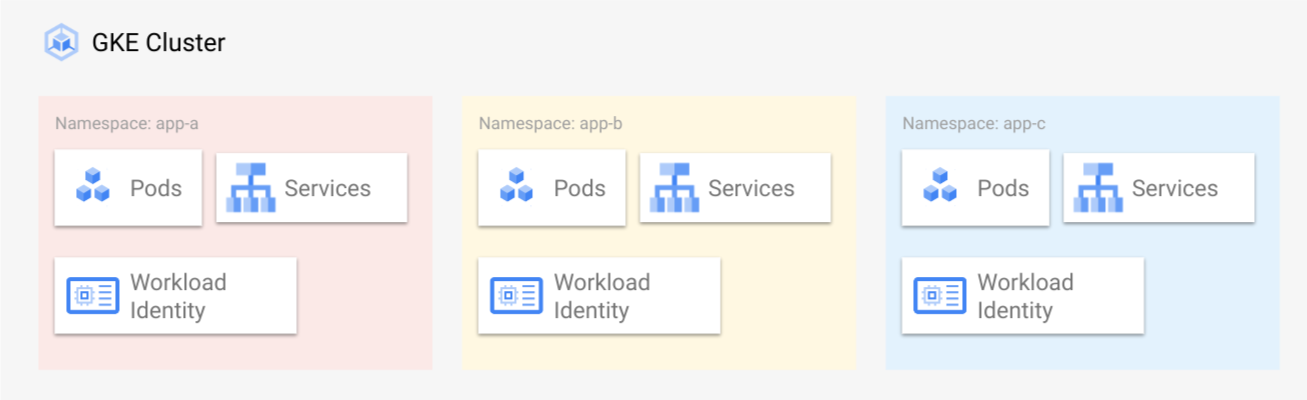 GKE Cluster
Namespace: app-a
Pods
Services
Workload
Identity
Namespace: app-b
Pods
Services
Workload
Identity
Namespace: app-c
Pods
Services
Workload
Identity